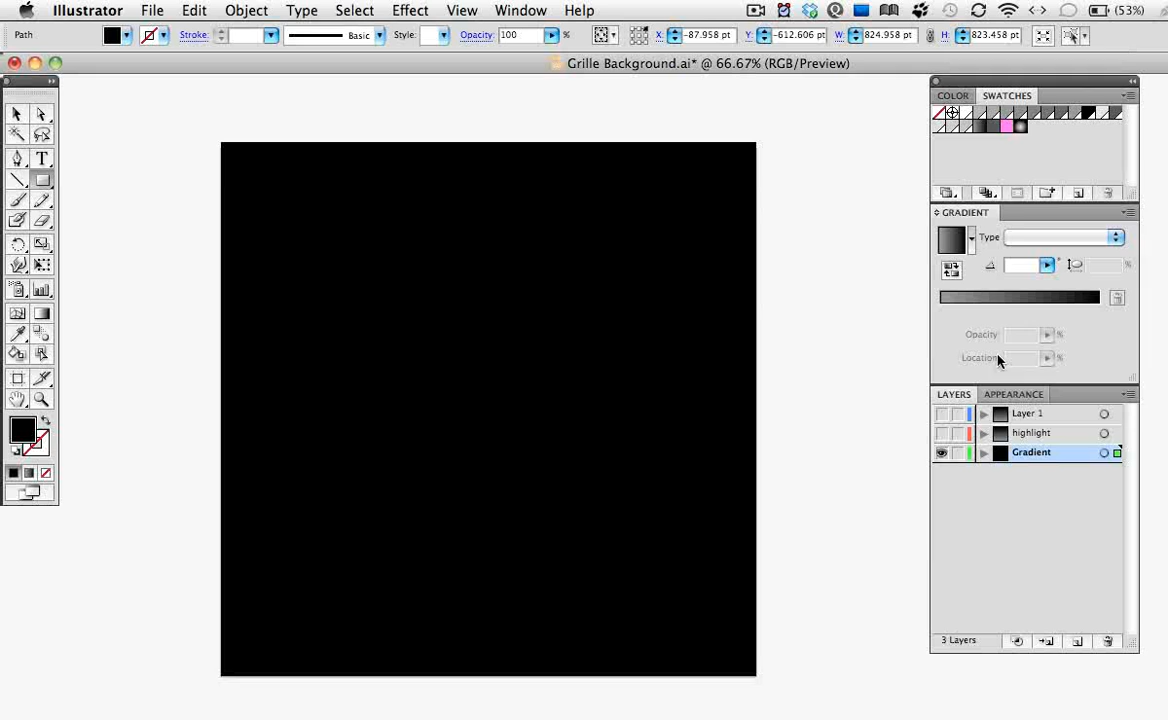 Illustrator File Edit Object Type Select Effect View Window Help (53%)
Path Stroke: Basic Style: Opacity: 100 % X: -87.958 pt Y: -612.606 pt W: 824.958 pt H: 823.458 pt
Grille Background.ai* @ 66.67% (RGB/Preview)
COLOR SWATCHES
GRADIENT
Type
° %
Opacity %
Location %
LAYERS APPEARANCE
Layer 1
highlight
Gradient
3 Layers